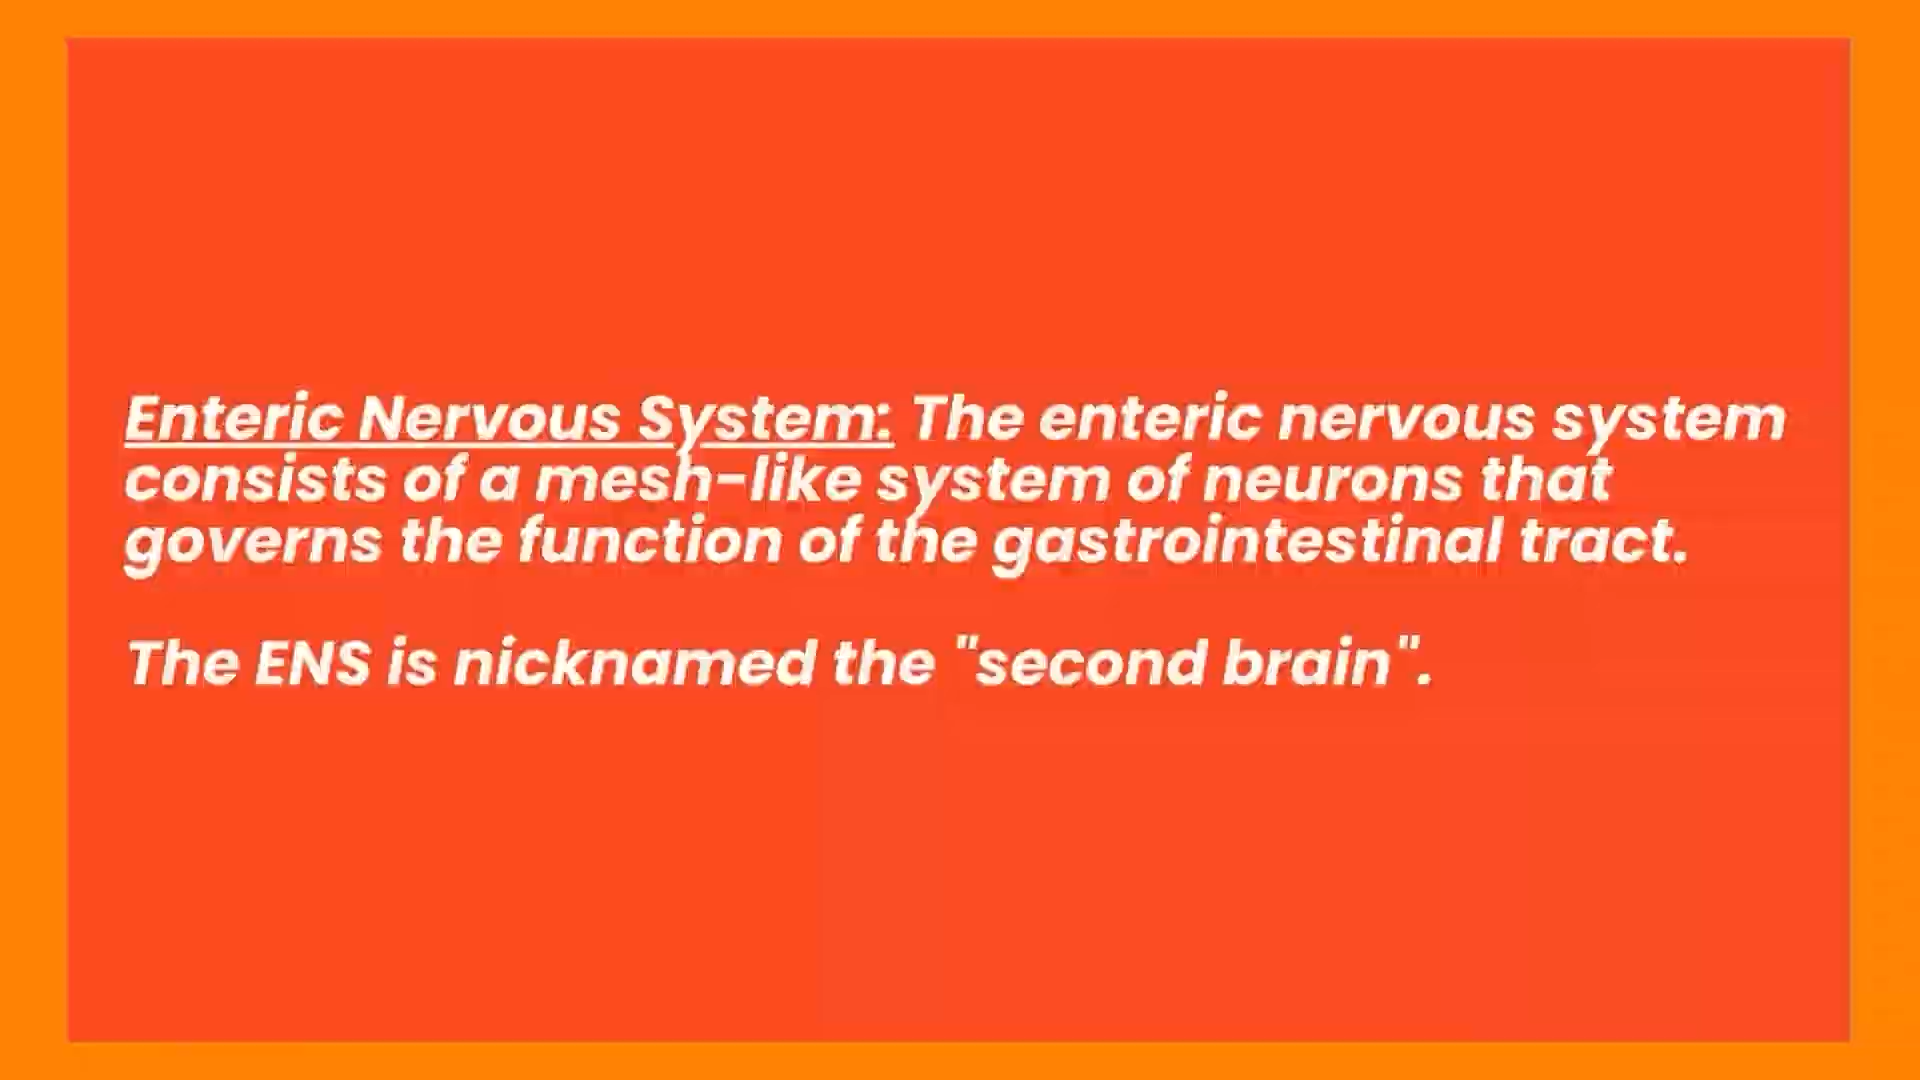 Enteric Nervous System: The enteric nervous system
consists of a mesh-like system of neurons that
governs the function of the gastrointestinal tract.
The ENS is nicknamed the "second brain".